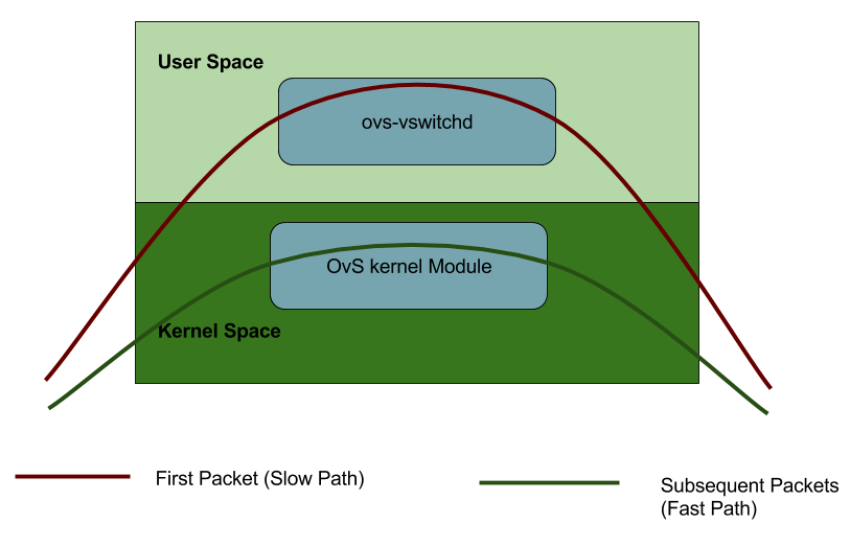 User Space
ovs-vswitchd
OvS kernel Module
Kernel Space
First Packet (Slow Path)
Subsequent Packets
(Fast Path)